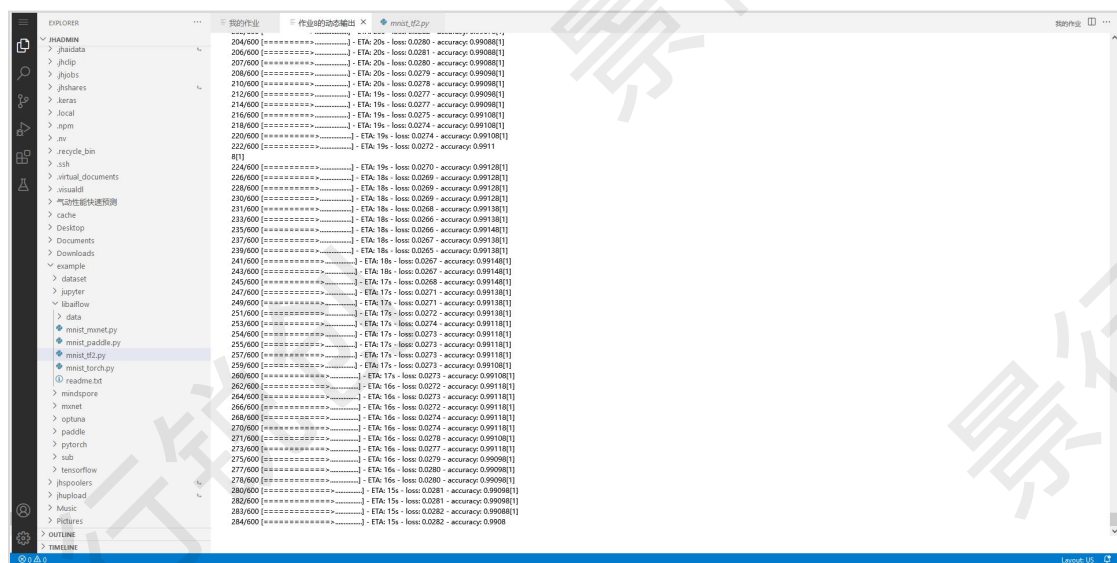 EXPLORER ···
我的作业
作业8的动态输出 ×
mnist_tf2.py
我的作业 ···
JHADMIN
.jhaidata
.jhclip
.jhjobs
.jhshares
.keras
.local
.npm
.nv
.recycle_bin
.ssh
.virtual_documents
.visualdl
气动性能快速预测
cache
Desktop
Documents
Downloads
example
dataset
jupyter
libaiflow
data
mnist_mxnet.py
mnist_paddle.py
mnist_tf2.py
mnist_torch.py
readme.txt
mindspore
mxnet
optuna
paddle
pytorch
sub
tensorflow
jhspoolers
jhupload
Music
Pictures
OUTLINE
TIMELINE
204/600 [=========>....................] - ETA: 20s - loss: 0.0280 - accuracy: 0.99088[1]
206/600 [=========>....................] - ETA: 20s - loss: 0.0281 - accuracy: 0.99088[1]
207/600 [=========>....................] - ETA: 20s - loss: 0.0280 - accuracy: 0.99088[1]
208/600 [=========>....................] - ETA: 20s - loss: 0.0279 - accuracy: 0.99098[1]
210/600 [=========>....................] - ETA: 20s - loss: 0.0278 - accuracy: 0.99098[1]
212/600 [=========>....................] - ETA: 19s - loss: 0.0277 - accuracy: 0.99098[1]
214/600 [=========>....................] - ETA: 19s - loss: 0.0277 - accuracy: 0.99098[1]
216/600 [=========>....................] - ETA: 19s - loss: 0.0275 - accuracy: 0.99108[1]
218/600 [=========>....................] - ETA: 19s - loss: 0.0274 - accuracy: 0.99108[1]
220/600 [==========>...................] - ETA: 19s - loss: 0.0274 - accuracy: 0.99108[1]
222/600 [==========>...................] - ETA: 19s - loss: 0.0272 - accuracy: 0.9911
8[1]
224/600 [==========>...................] - ETA: 19s - loss: 0.0270 - accuracy: 0.99128[1]
226/600 [==========>...................] - ETA: 18s - loss: 0.0269 - accuracy: 0.99128[1]
228/600 [==========>...................] - ETA: 18s - loss: 0.0269 - accuracy: 0.99128[1]
230/600 [==========>...................] - ETA: 18s - loss: 0.0269 - accuracy: 0.99128[1]
231/600 [==========>...................] - ETA: 18s - loss: 0.0268 - accuracy: 0.99138[1]
233/600 [==========>...................] - ETA: 18s - loss: 0.0266 - accuracy: 0.99138[1]
235/600 [==========>...................] - ETA: 18s - loss: 0.0266 - accuracy: 0.99148[1]
237/600 [==========>...................] - ETA: 18s - loss: 0.0267 - accuracy: 0.99138[1]
239/600 [==========>...................] - ETA: 18s - loss: 0.0265 - accuracy: 0.99138[1]
241/600 [===========>..................] - ETA: 18s - loss: 0.0267 - accuracy: 0.99148[1]
243/600 [===========>..................] - ETA: 18s - loss: 0.0267 - accuracy: 0.99148[1]
245/600 [===========>..................] - ETA: 17s - loss: 0.0268 - accuracy: 0.99148[1]
247/600 [===========>..................] - ETA: 17s - loss: 0.0271 - accuracy: 0.99138[1]
249/600 [===========>..................] - ETA: 17s - loss: 0.0271 - accuracy: 0.99138[1]
251/600 [===========>..................] - ETA: 17s - loss: 0.0272 - accuracy: 0.99138[1]
253/600 [===========>..................] - ETA: 17s - loss: 0.0274 - accuracy: 0.99118[1]
254/600 [===========>..................] - ETA: 17s - loss: 0.0273 - accuracy: 0.99118[1]
255/600 [===========>..................] - ETA: 17s - loss: 0.0273 - accuracy: 0.99118[1]
257/600 [===========>..................] - ETA: 17s - loss: 0.0273 - accuracy: 0.99118[1]
259/600 [===========>..................] - ETA: 17s - loss: 0.0273 - accuracy: 0.99108[1]
260/600 [============>.................] - ETA: 17s - loss: 0.0273 - accuracy: 0.99108[1]
262/600 [============>.................] - ETA: 16s - loss: 0.0272 - accuracy: 0.99118[1]
264/600 [============>.................] - ETA: 16s - loss: 0.0273 - accuracy: 0.99118[1]
266/600 [============>.................] - ETA: 16s - loss: 0.0272 - accuracy: 0.99118[1]
268/600 [============>.................] - ETA: 16s - loss: 0.0274 - accuracy: 0.99118[1]
270/600 [============>.................] - ETA: 16s - loss: 0.0274 - accuracy: 0.99118[1]
271/600 [============>.................] - ETA: 16s - loss: 0.0278 - accuracy: 0.99108[1]
273/600 [============>.................] - ETA: 16s - loss: 0.0277 - accuracy: 0.99118[1]
275/600 [============>.................] - ETA: 16s - loss: 0.0279 - accuracy: 0.99098[1]
277/600 [============>.................] - ETA: 16s - loss: 0.0280 - accuracy: 0.99098[1]
278/600 [============>.................] - ETA: 16s - loss: 0.0280 - accuracy: 0.99098[1]
280/600 [=============>................] - ETA: 15s - loss: 0.0281 - accuracy: 0.99098[1]
282/600 [=============>................] - ETA: 15s - loss: 0.0281 - accuracy: 0.99098[1]
283/600 [=============>................] - ETA: 15s - loss: 0.0282 - accuracy: 0.99088[1]
284/600 [=============>................] - ETA: 15s - loss: 0.0282 - accuracy: 0.9908
0 0
Layout: US